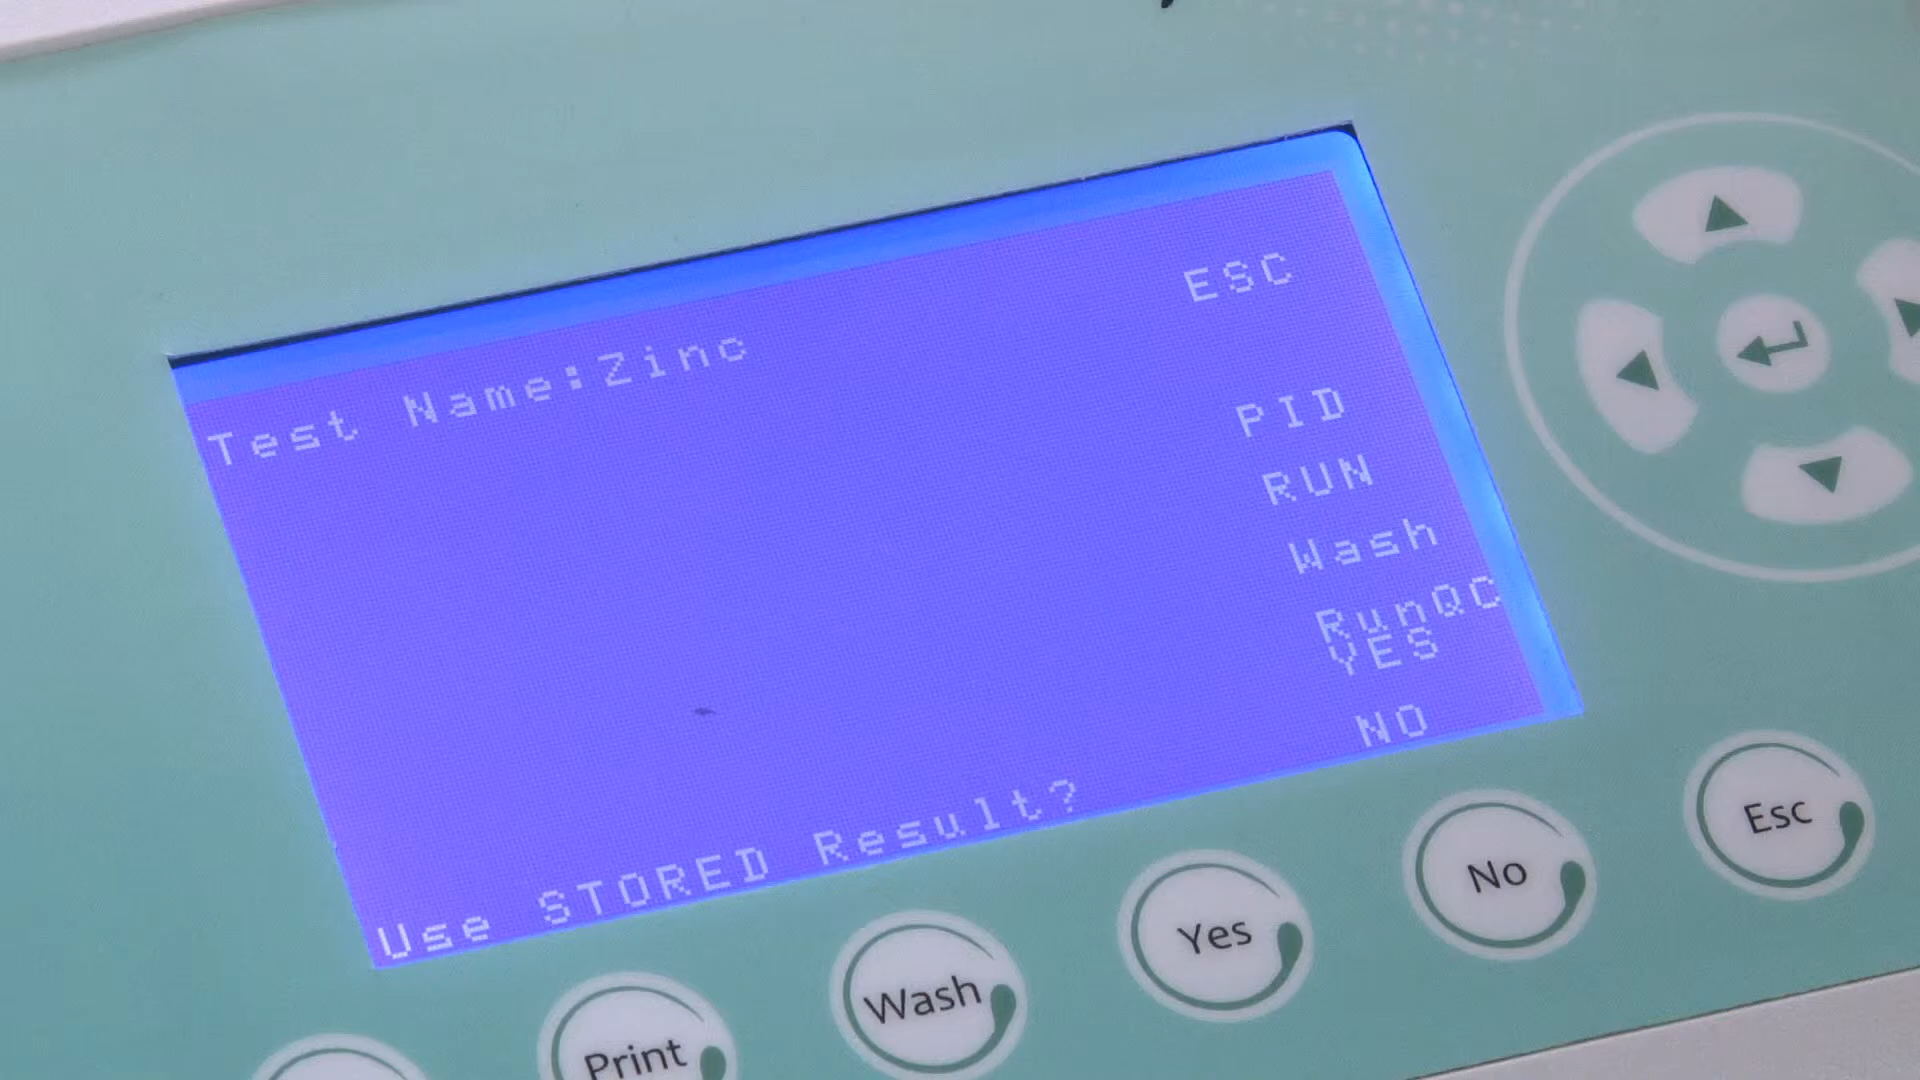 ESC
Test Name:Zinc
PID
RUN
Wash
RunQC
YES
NO
Use STORED Result?
Print
Wash
Yes
No
Esc